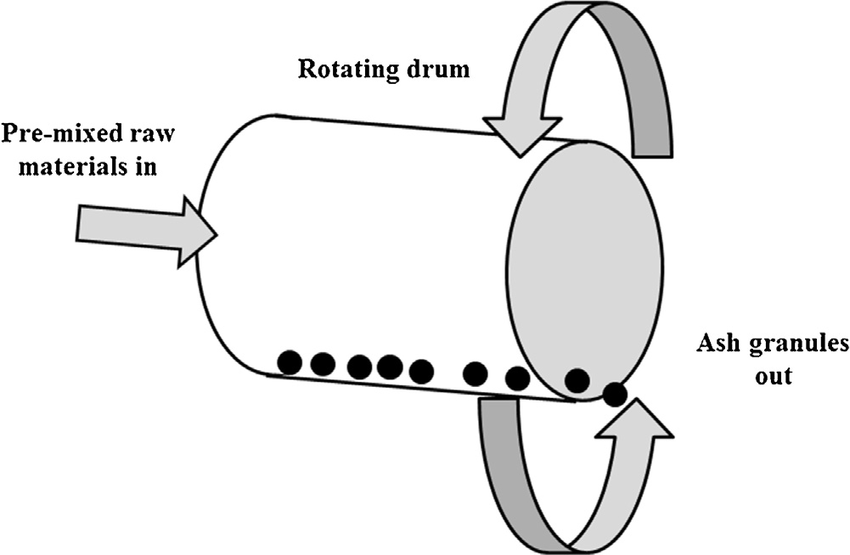 Rotating drum
Pre-mixed raw
materials in
Ash granules
out